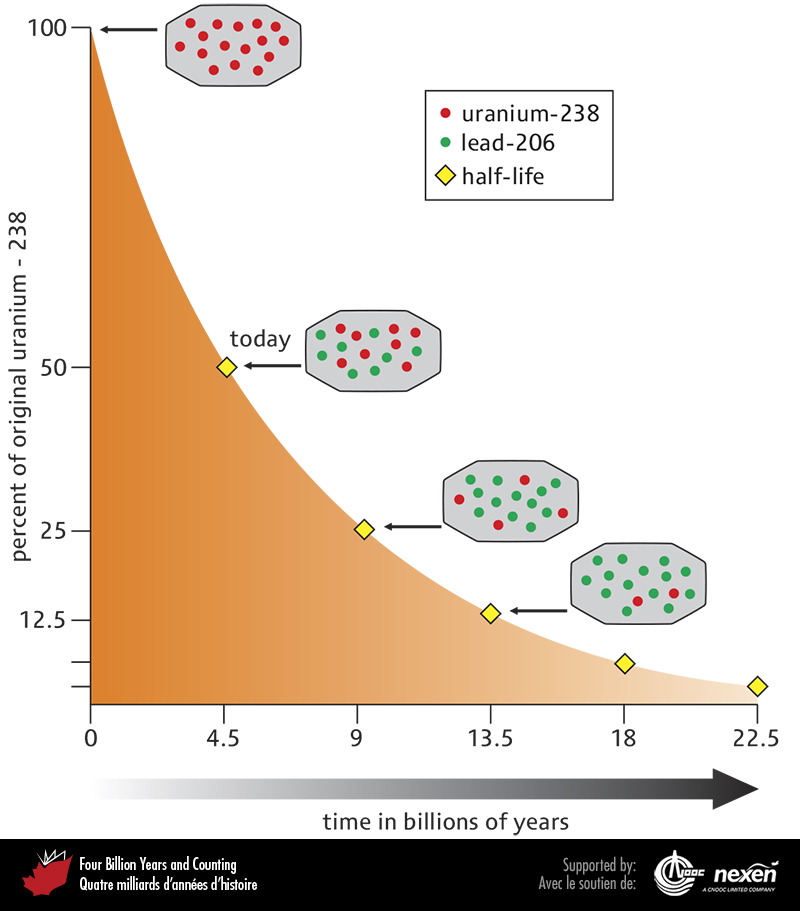 100
uranium-238
lead-206
half-life
percent of original uranium - 238
today
50
25
12.5
0 4.5 9 13.5 18 22.5
time in billions of years
Four Billion Years and Counting
Quatre milliards d'années d'histoire
Supported by:
Avec le soutien de:
CNOOC
nexen
A CNOOC LIMITED COMPANY